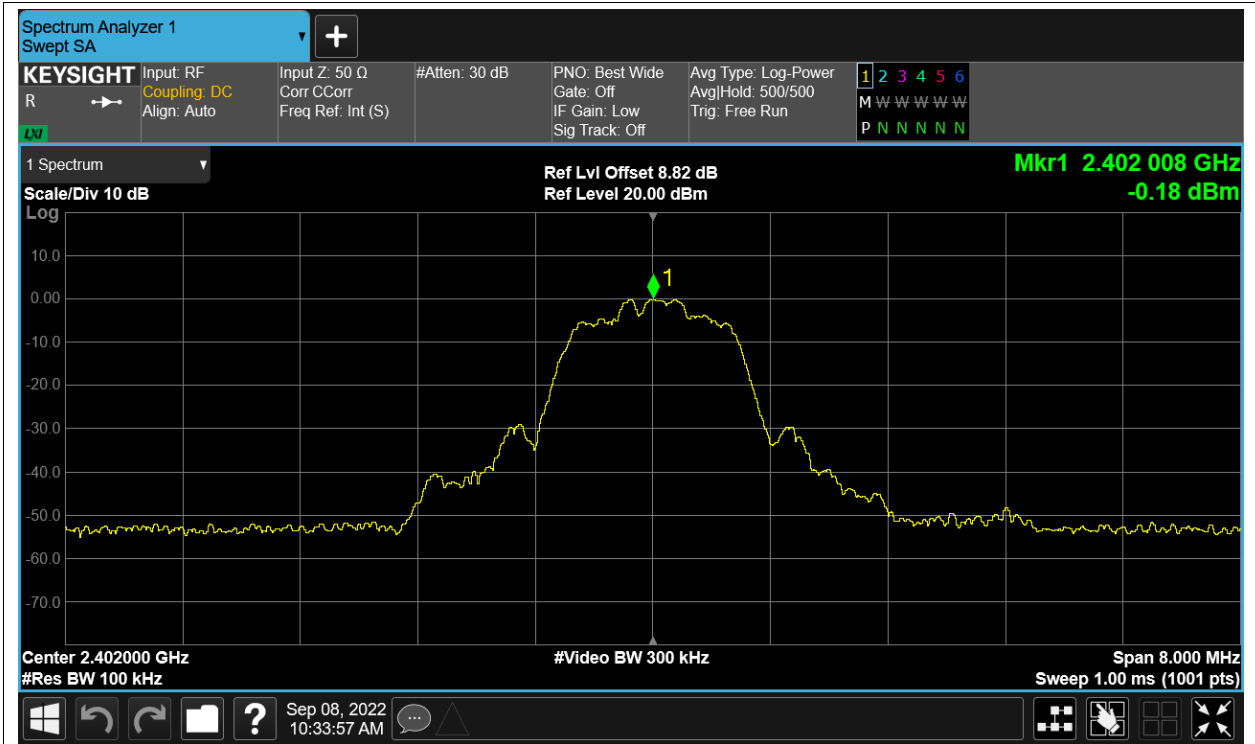 Spectrum Analyzer 1
Swept SA
KEYSIGHT
R
LXI
Input: RF
Coupling: DC
Align: Auto
Input Z: 50 Ω
Corr CCorr
Freq Ref: Int (S)
#Atten: 30 dB
PNO: Best Wide
Gate: Off
IF Gain: Low
Sig Track: Off
Avg Type: Log-Power
Avg|Hold: 500/500
Trig: Free Run
1 2 3 4 5 6
M W W W W W
P N N N N N
1 Spectrum
Scale/Div 10 dB
Log
Ref Lvl Offset 8.82 dB
Ref Level 20.00 dBm
Mkr1 2.402 008 GHz
-0.18 dBm
1
10.0
0.00
-10.0
-20.0
-30.0
-40.0
-50.0
-60.0
-70.0
Center 2.402000 GHz
#Res BW 100 kHz
#Video BW 300 kHz
Span 8.000 MHz
Sweep 1.00 ms (1001 pts)
?
Sep 08, 2022
10:33:57 AM